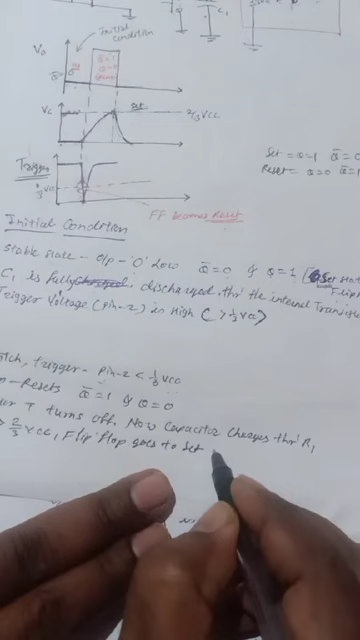 C1
Initial
condition
Vo
Vc
2/3 VCC
Trigger
1/3 VCC
Set = Q=1 Q̄=0
Reset = Q=0 Q̄=1
FF becomes Reset
Initial Condition
stable state - O/P - 'O' Low Q̄=0 & Q=1
C1 is fully discharged thr' the internal
Trigger Voltage (Pin-2) is High (> 1/3 VCC)
trigger - Pin-2 < 1/3 VCC
Resets Q̄=1 & Q=0
T turns off. Now Capacitor Charges thr' R1
> 2/3 VCC, Flip flop goes to Set